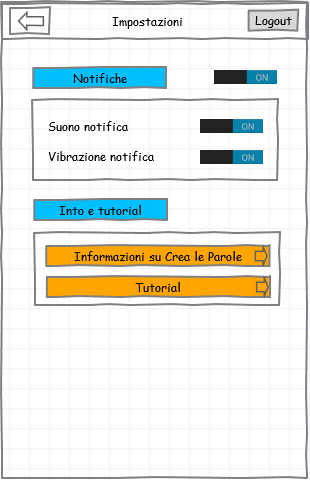 Impostazioni
Logout
Notifiche
ON
Suono notifica
ON
Vibrazione notifica
ON
Into e tutorial
Informazioni su Crea le Parole
Tutorial